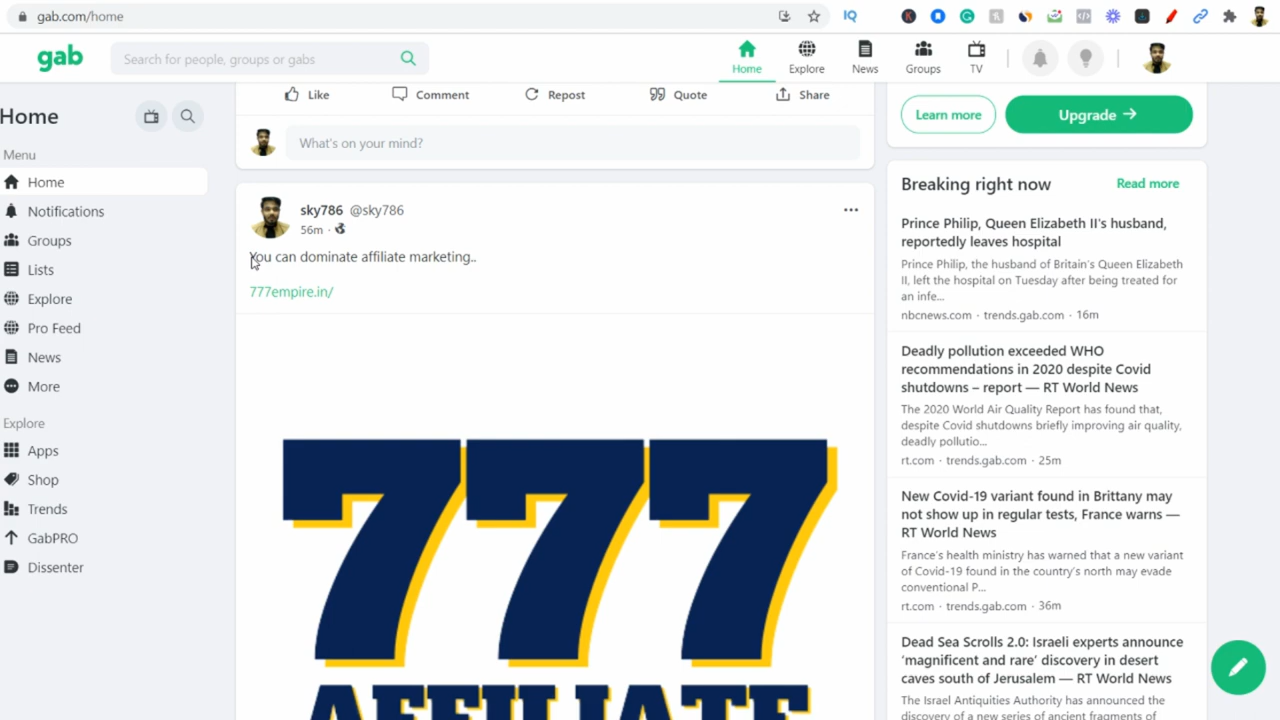 gab.com/home
IQ
gab
Search for people, groups or gabs
Home
Explore
News
Groups
TV
Home
Menu
Home
Notifications
Groups
Lists
Explore
Pro Feed
News
More
Explore
Apps
Shop
Trends
GabPRO
Dissenter
Like
Comment
Repost
Quote
Share
What's on your mind?
sky786 @sky786
56m ·
You can dominate affiliate marketing..
777empire.in/
777
AFFILIATE
Learn more
Upgrade →
Breaking right now
Read more
Prince Philip, Queen Elizabeth II's husband,
reportedly leaves hospital
Prince Philip, the husband of Britain's Queen Elizabeth
II, left the hospital on Tuesday after being treated for
an infe...
nbcnews.com · trends.gab.com · 16m
Deadly pollution exceeded WHO
recommendations in 2020 despite Covid
shutdowns – report — RT World News
The 2020 World Air Quality Report has found that,
despite Covid shutdowns briefly improving air quality,
deadly pollutio...
rt.com · trends.gab.com · 25m
New Covid-19 variant found in Brittany may
not show up in regular tests, France warns —
RT World News
France's health ministry has warned that a new variant
of Covid-19 found in the country's north may evade
conventional P...
rt.com · trends.gab.com · 36m
Dead Sea Scrolls 2.0: Israeli experts announce
'magnificent and rare' discovery in desert
caves south of Jerusalem — RT World News
The Israel Antiquities Authority has announced the
discovery of a new series of ancient fragments of